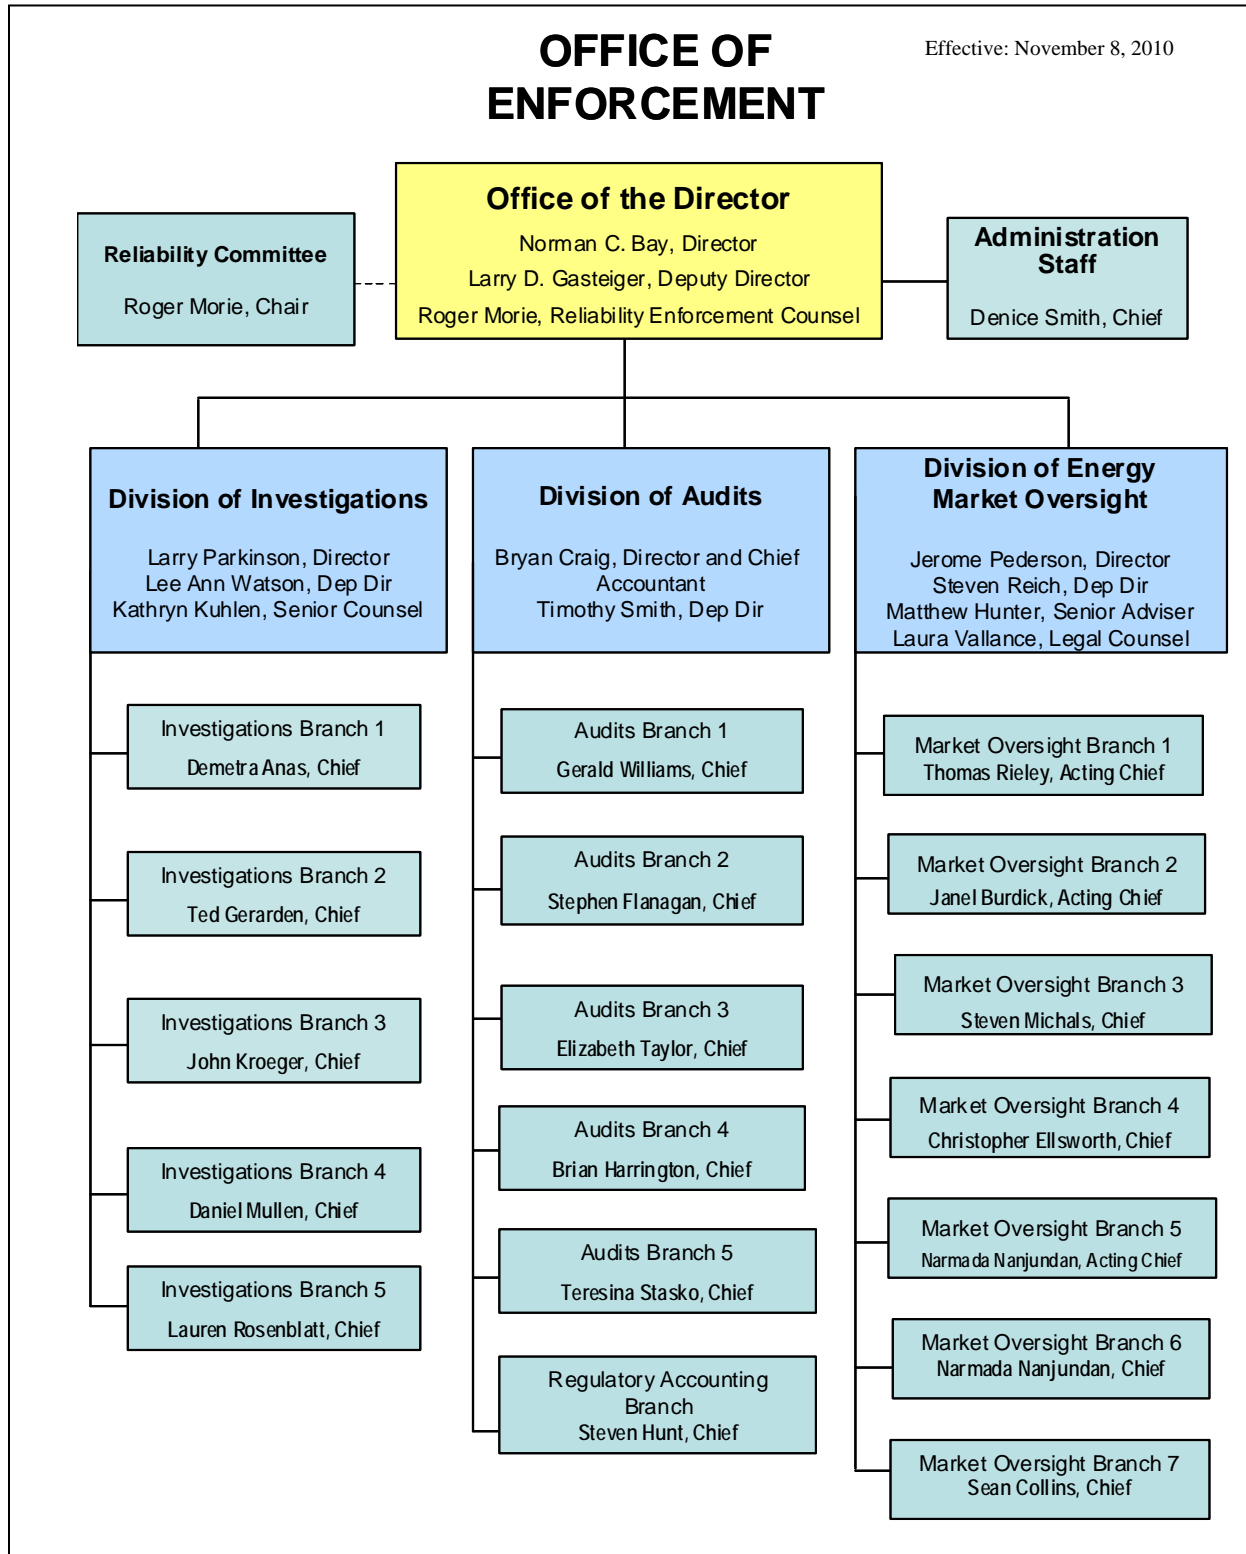 OFFICE OF
ENFORCEMENT
Effective: November 8, 2010
Office of the Director
Norman C. Bay, Director
Larry D. Gasteiger, Deputy Director
Roger Morie, Reliability Enforcement Counsel
Reliability Committee
Roger Morie, Chair
Administration
Staff
Denice Smith, Chief
Division of Investigations
Larry Parkinson, Director
Lee Ann Watson, Dep Dir
Kathryn Kuhlen, Senior Counsel
Investigations Branch 1
Demetra Anas, Chief
Investigations Branch 2
Ted Gerarden, Chief
Investigations Branch 3
John Kroeger, Chief
Investigations Branch 4
Daniel Mullen, Chief
Investigations Branch 5
Lauren Rosenblatt, Chief
Division of Audits
Bryan Craig, Director and Chief
Accountant
Timothy Smith, Dep Dir
Audits Branch 1
Gerald Williams, Chief
Audits Branch 2
Stephen Flanagan, Chief
Audits Branch 3
Elizabeth Taylor, Chief
Audits Branch 4
Brian Harrington, Chief
Audits Branch 5
Teresina Stasko, Chief
Regulatory Accounting
Branch
Steven Hunt, Chief
Division of Energy
Market Oversight
Jerome Pederson, Director
Steven Reich, Dep Dir
Matthew Hunter, Senior Adviser
Laura Vallance, Legal Counsel
Market Oversight Branch 1
Thomas Rieley, Acting Chief
Market Oversight Branch 2
Janel Burdick, Acting Chief
Market Oversight Branch 3
Steven Michals, Chief
Market Oversight Branch 4
Christopher Ellsworth, Chief
Market Oversight Branch 5
Narmada Nanjundan, Acting Chief
Market Oversight Branch 6
Narmada Nanjundan, Chief
Market Oversight Branch 7
Sean Collins, Chief